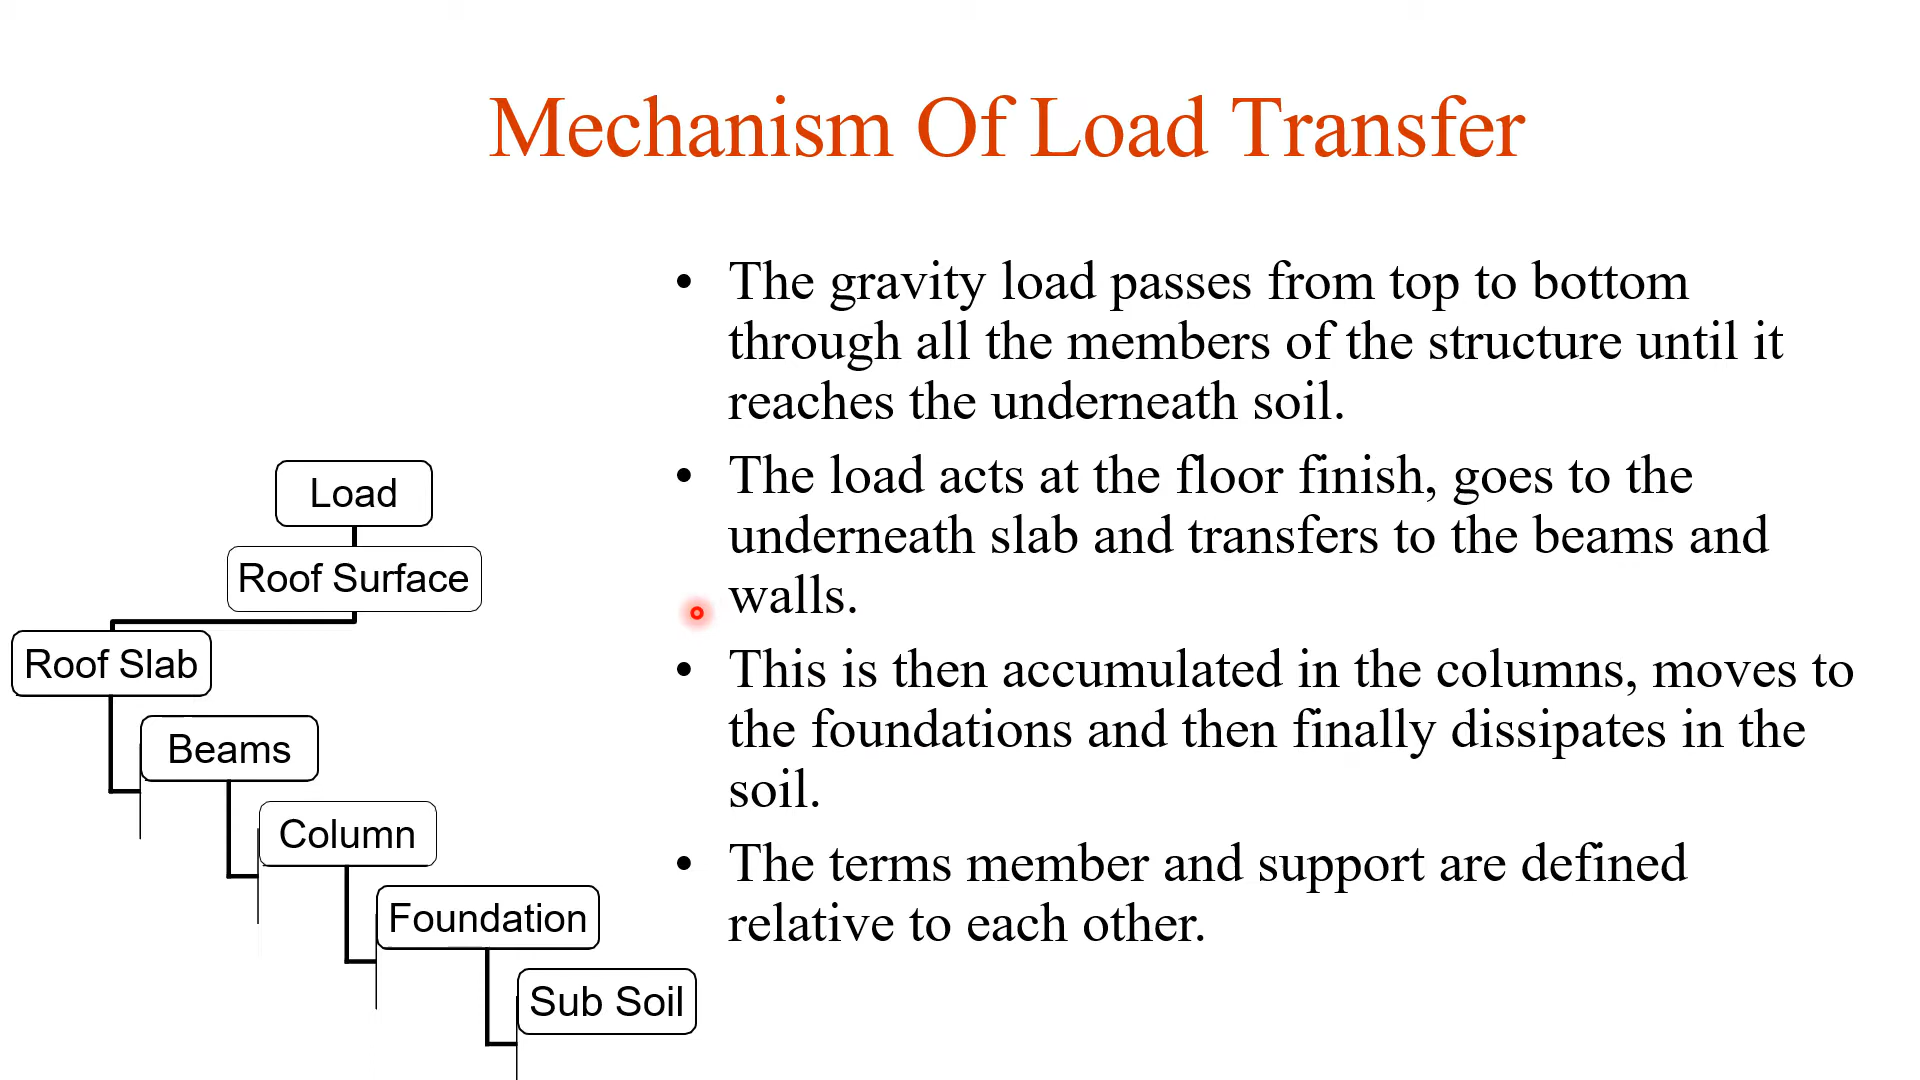 Mechanism Of Load Transfer
• The gravity load passes from top to bottom
through all the members of the structure until it
reaches the underneath soil.
• The load acts at the floor finish, goes to the
underneath slab and transfers to the beams and
walls.
• This is then accumulated in the columns, moves to
the foundations and then finally dissipates in the
soil.
• The terms member and support are defined
relative to each other.
Load
Roof Surface
Roof Slab
Beams
Column
Foundation
Sub Soil